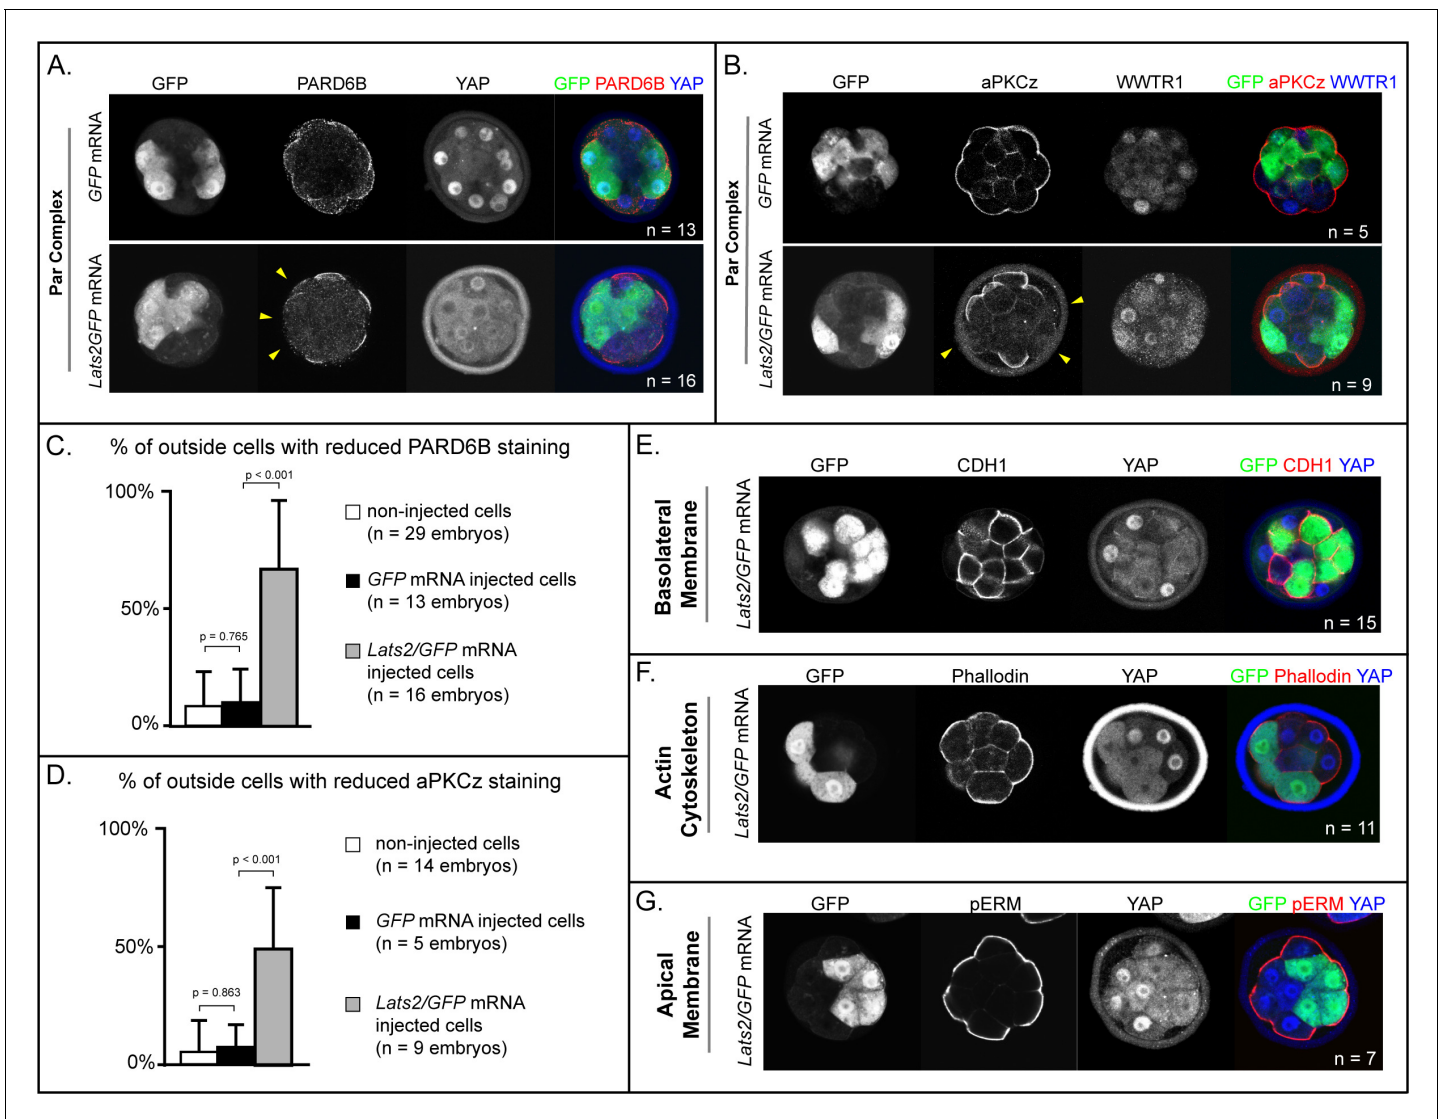 A.
GFP PARD6B YAP GFP PARD6B YAP
Par Complex
GFP mRNA
n = 13
Lats2GFP mRNA
n = 16
B.
GFP aPKCz WWTR1 GFP aPKCz WWTR1
Par Complex
GFP mRNA
n = 5
Lats2/GFP mRNA
n = 9
C.
% of outside cells with reduced PARD6B staining
100%
50%
0%
p = 0.765
p < 0.001
non-injected cells
(n = 29 embryos)
GFP mRNA injected cells
(n = 13 embryos)
Lats2/GFP mRNA
injected cells
(n = 16 embryos)
D.
% of outside cells with reduced aPKCz staining
100%
50%
0%
p = 0.863
p < 0.001
non-injected cells
(n = 14 embryos)
GFP mRNA injected cells
(n = 5 embryos)
Lats2/GFP mRNA
injected cells
(n = 9 embryos)
E.
GFP CDH1 YAP GFP CDH1 YAP
Basolateral
Membrane
Lats2/GFP mRNA
n = 15
F.
GFP Phallodin YAP GFP Phallodin YAP
Actin
Cytoskeleton
Lats2/GFP mRNA
n = 11
G.
GFP pERM YAP GFP pERM YAP
Apical
Membrane
Lats2/GFP mRNA
n = 7